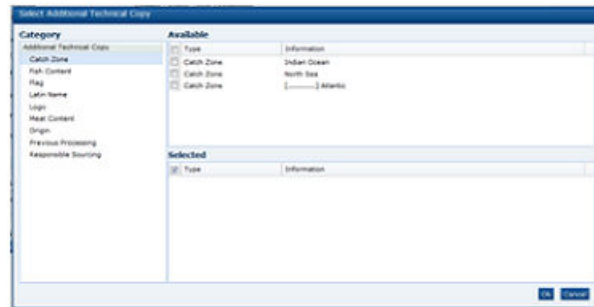 Select Additional Technical Copy
Category
Additional Technical Copy
Catch Zone
Fish Content
Flag
Latin Name
Logo
Meat Content
Origin
Previous Processing
Responsible Sourcing
Available
Type Information
Catch Zone Indian Ocean
Catch Zone North Sea
Catch Zone [..........] Atlantic
Selected
Type Information
Ok Cancel